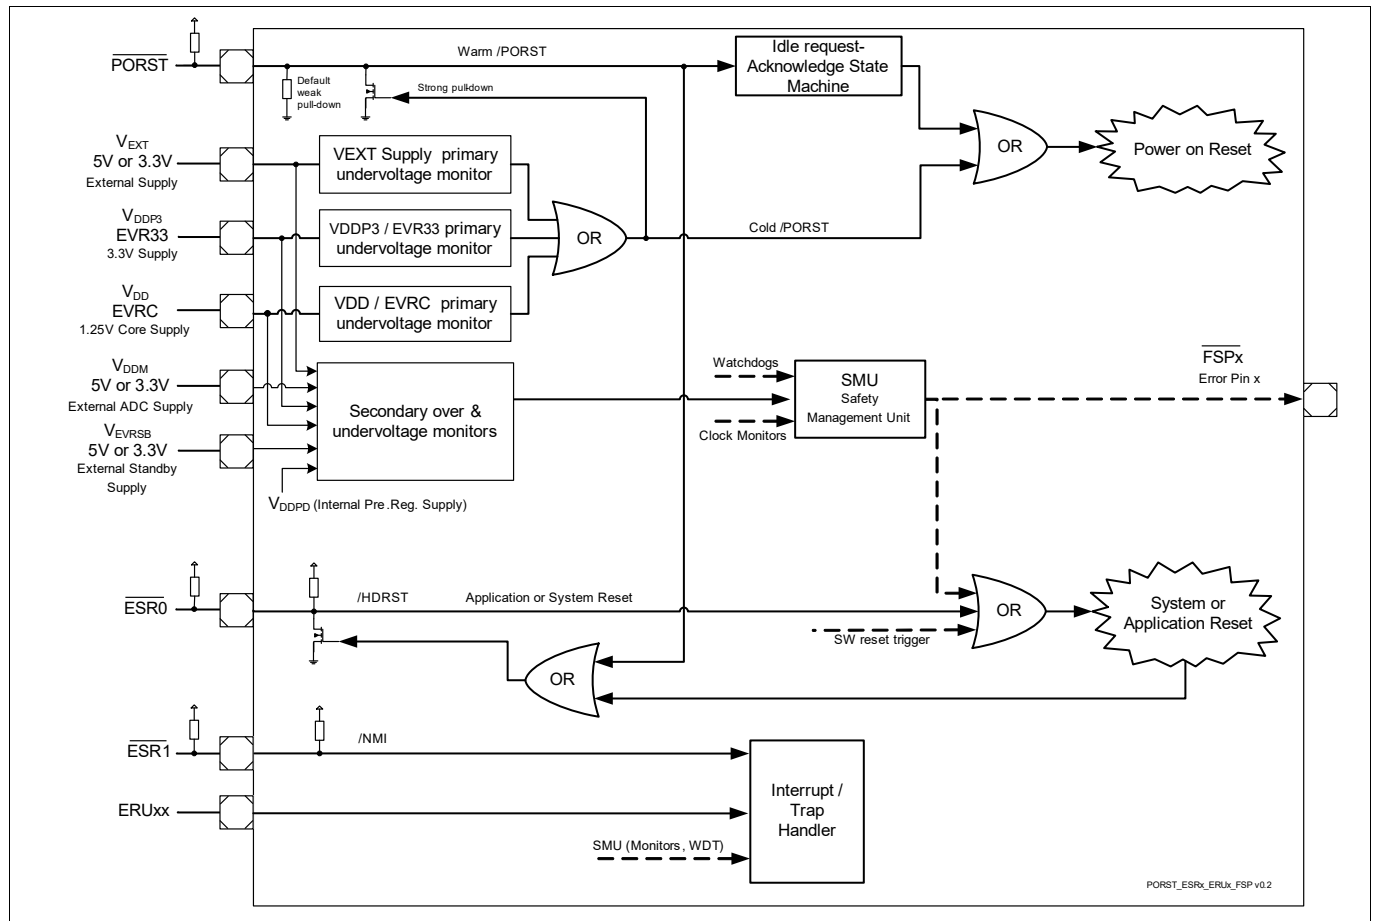 PORST
Warm /PORST
Idle request-
Acknowledge State
Machine
Default
weak
pull-down
Strong pulldown
VEXT
5V or 3.3V
External Supply
VEXT Supply primary
undervoltage monitor
OR
Power on Reset
VDDP3
EVR33
3.3V Supply
VDDP3 / EVR33 primary
undervoltage monitor
OR
Cold /PORST
VDD
EVRC
1.25V Core Supply
VDD / EVRC primary
undervoltage monitor
VDDM
5V or 3.3V
External ADC Supply
VEVRSB
5V or 3.3V
External Standby
Supply
Secondary over &
undervoltage monitors
VDDPD (Internal Pre.Reg. Supply)
Watchdogs
Clock Monitors
SMU
Safety
Management Unit
FSPx
Error Pin x
ESR0
/HDRST
Application or System Reset
SW reset trigger
OR
System or
Application Reset
OR
ESR1
/NMI
ERUxx
SMU (Monitors, WDT)
Interrupt /
Trap
Handler
PORST_ESRx_ERUx_FSP v0.2